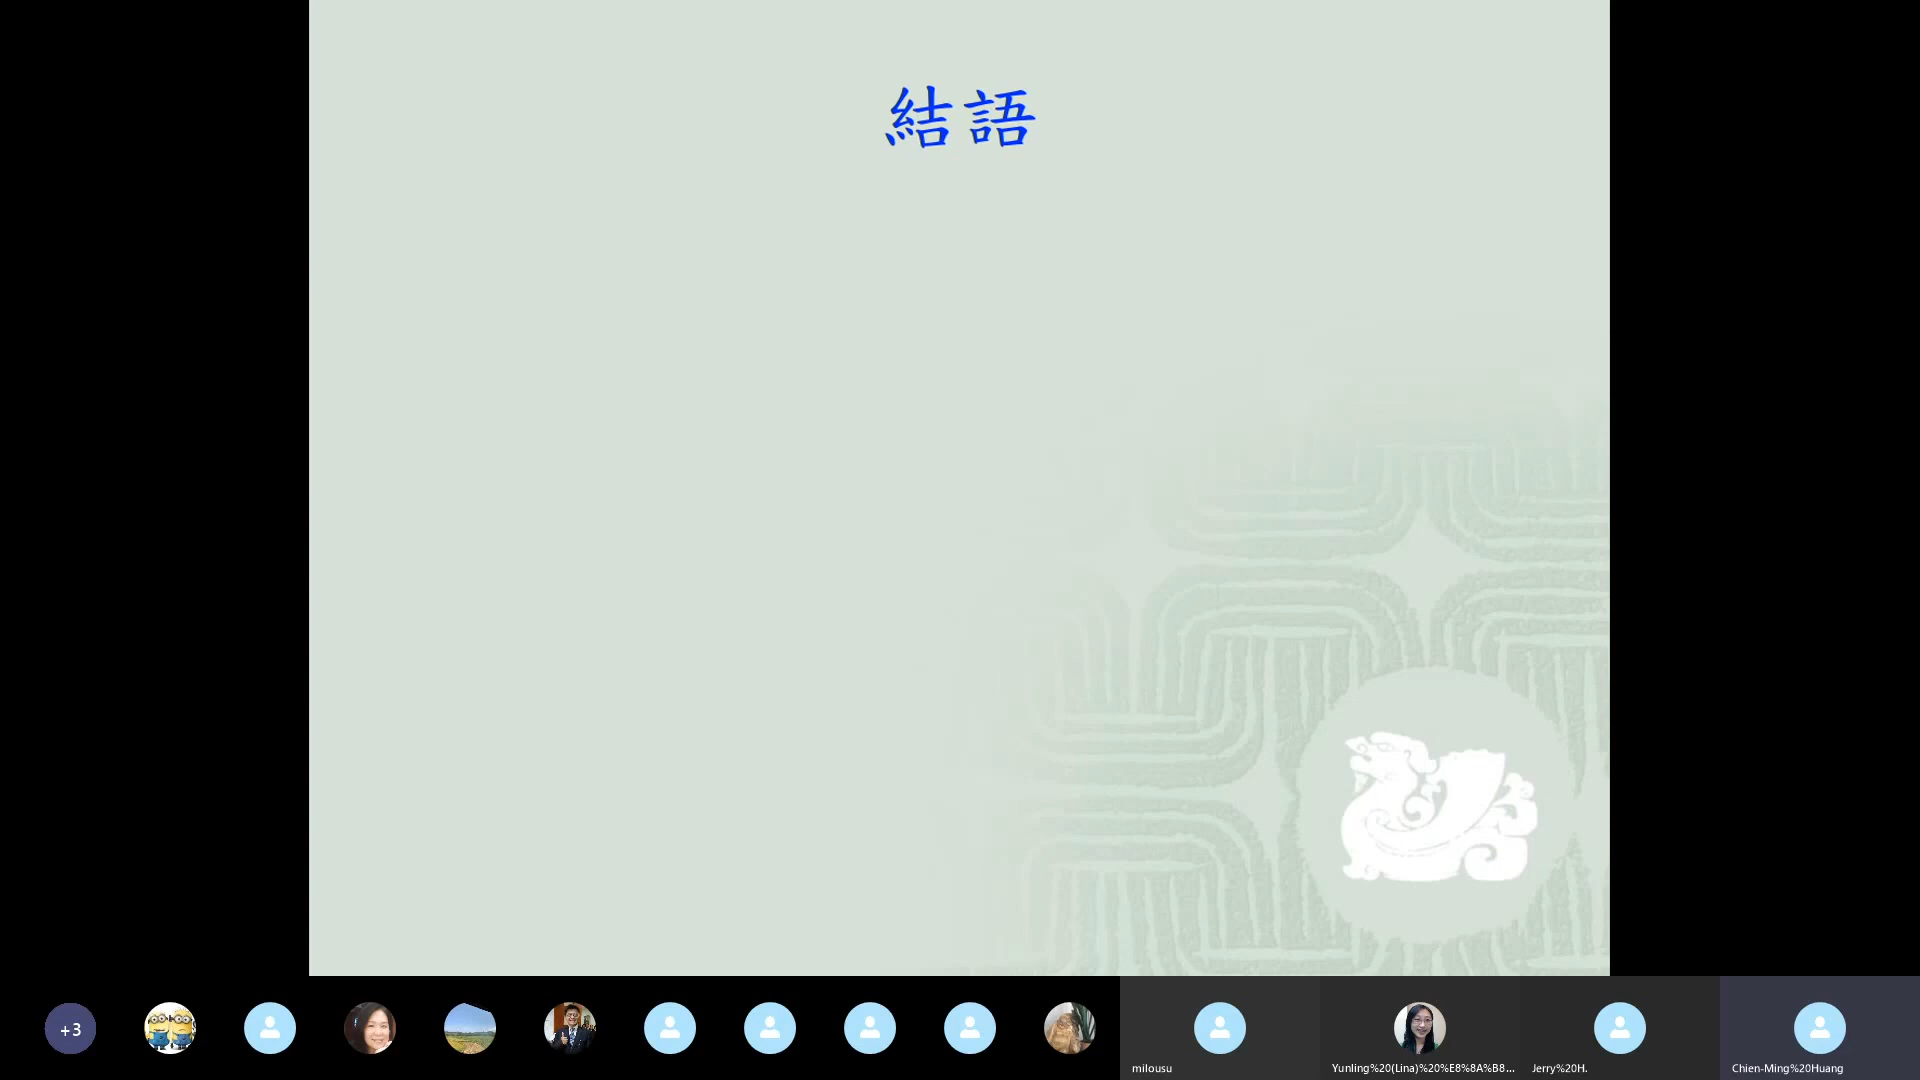 結語
+3
milousu
Yunling%20(Lina)%20%E8%8A%B8...
Jerry%20H.
Chien-Ming%20Huang